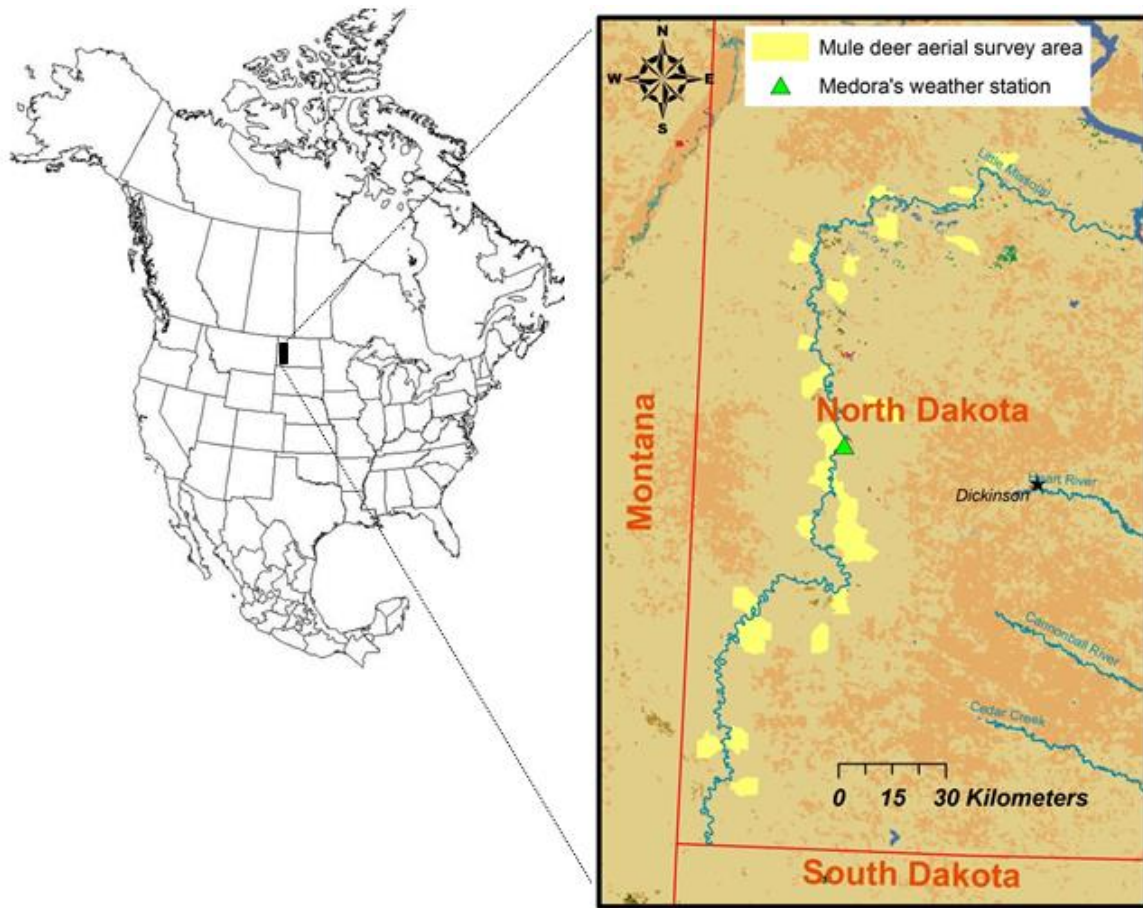 N
W E
S
Mule deer aerial survey area
Medora's weather station
Little Missouri
North Dakota
Montana
Heart River
Dickinson
Cannonball River
Cedar Creek
0 15 30 Kilometers
South Dakota